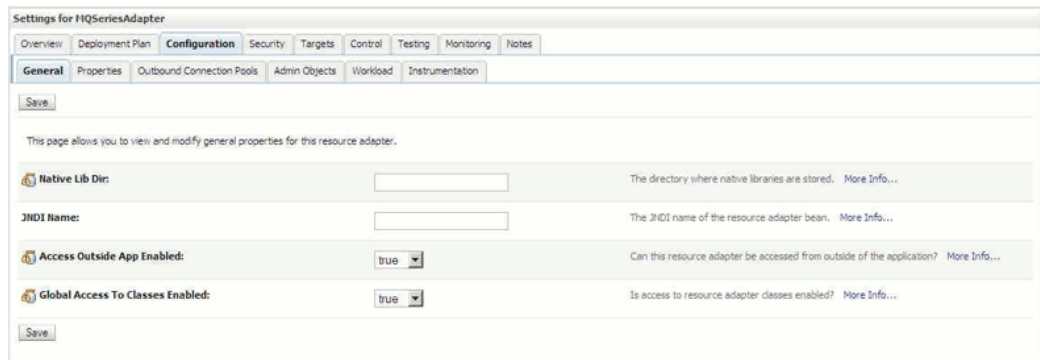 Settings for MQSeriesAdapter
Overview Deployment Plan Configuration Security Targets Control Testing Monitoring Notes
General Properties Outbound Connection Pools Admin Objects Workload Instrumentation
Save
This page allows you to view and modify general properties for this resource adapter.
Native Lib Dir: The directory where native libraries are stored. More Info...
JNDI Name: The JNDI name of the resource adapter bean. More Info...
Access Outside App Enabled: true Can this resource adapter be accessed from outside of the application? More Info...
Global Access To Classes Enabled: true Is access to resource adapter classes enabled? More Info...
Save